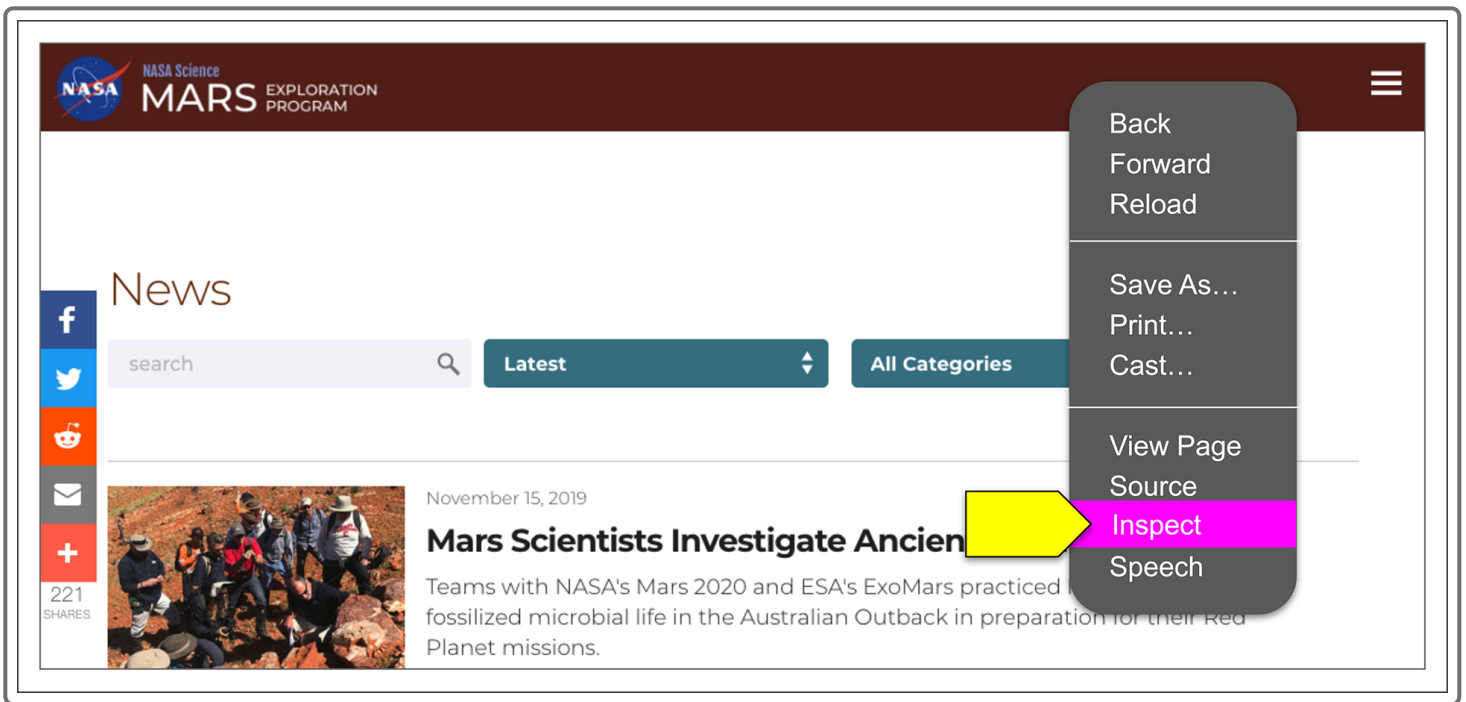 NASA
NASA Science
MARS EXPLORATION PROGRAM
Back
Forward
Reload
Save As…
Print…
Cast…
View Page
Source
Inspect
Speech
News
search
Latest
All Categories
November 15, 2019
Mars Scientists Investigate Ancien
Teams with NASA's Mars 2020 and ESA's ExoMars practiced
fossilized microbial life in the Australian Outback in preparation for their Red
Planet missions.
221
SHARES